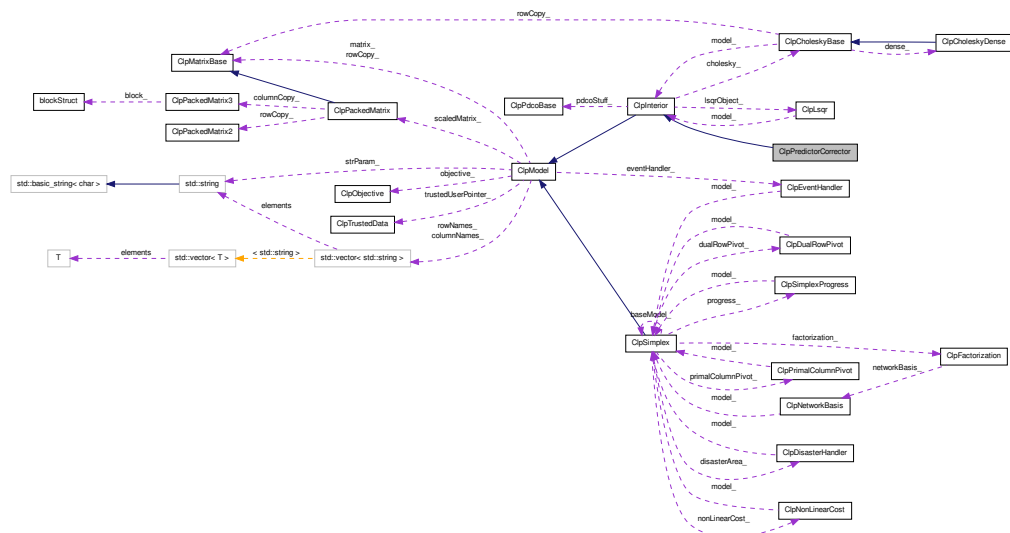 rowCopy_
ClpCholeskyBase
ClpCholeskyDense
dense_
model_
cholesky_
matrix_
rowCopy_
ClpMatrixBase
blockStruct
block_
ClpPackedMatrix3
columnCopy_
rowCopy_
ClpPackedMatrix2
ClpPackedMatrix
scaledMatrix_
ClpPdcoBase
pdcoStuff_
ClpInterior
lsqrObject_
model_
ClpLsqr
ClpPredictorCorrector
strParam_
ClpModel
eventHandler_
std::basic_string< char >
std::string
objective_
ClpObjective
trustedUserPointer_
ClpTrustedData
elements
rowNames_
columnNames_
T
elements
std::vector< T >
< std::string >
std::vector< std::string >
model_
ClpEventHandler
model_
dualRowPivot_
ClpDualRowPivot
model_
ClpSimplexProgress
progress_
baseModel_
ClpSimplex
factorization_
ClpFactorization
model_
primalColumnPivot_
ClpPrimalColumnPivot
networkBasis_
model_
ClpNetworkBasis
model_
disasterArea_
ClpDisasterHandler
model_
nonLinearCost_
ClpNonLinearCost